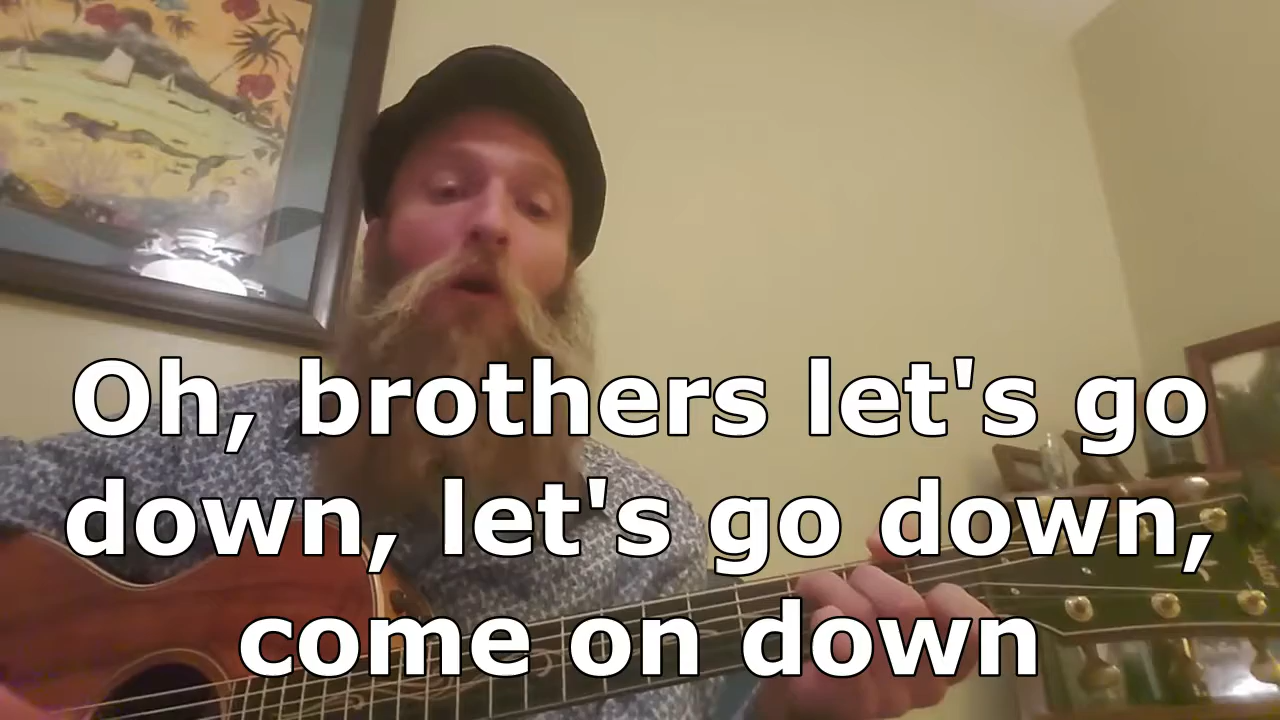 Oh, brothers let's go
down, let's go down,
come on down